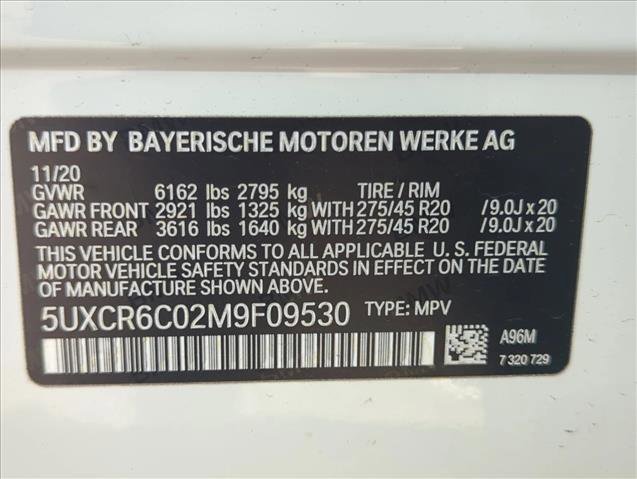 MFD BY BAYERISCHE MOTOREN WERKE AG
11/20
GVWR 6162 lbs 2795 kg TIRE / RIM
GAWR FRONT 2921 lbs 1325 kg WITH 275/45 R20 /9.0J x 20
GAWR REAR 3616 lbs 1640 kg WITH 275/45 R20 /9.0J x 20
THIS VEHICLE CONFORMS TO ALL APPLICABLE U. S. FEDERAL
MOTOR VEHICLE SAFETY STANDARDS IN EFFECT ON THE DATE
OF MANUFACTURE SHOWN ABOVE.
5UXCR6C02M9F09530 TYPE: MPV
A96M
7 320 729